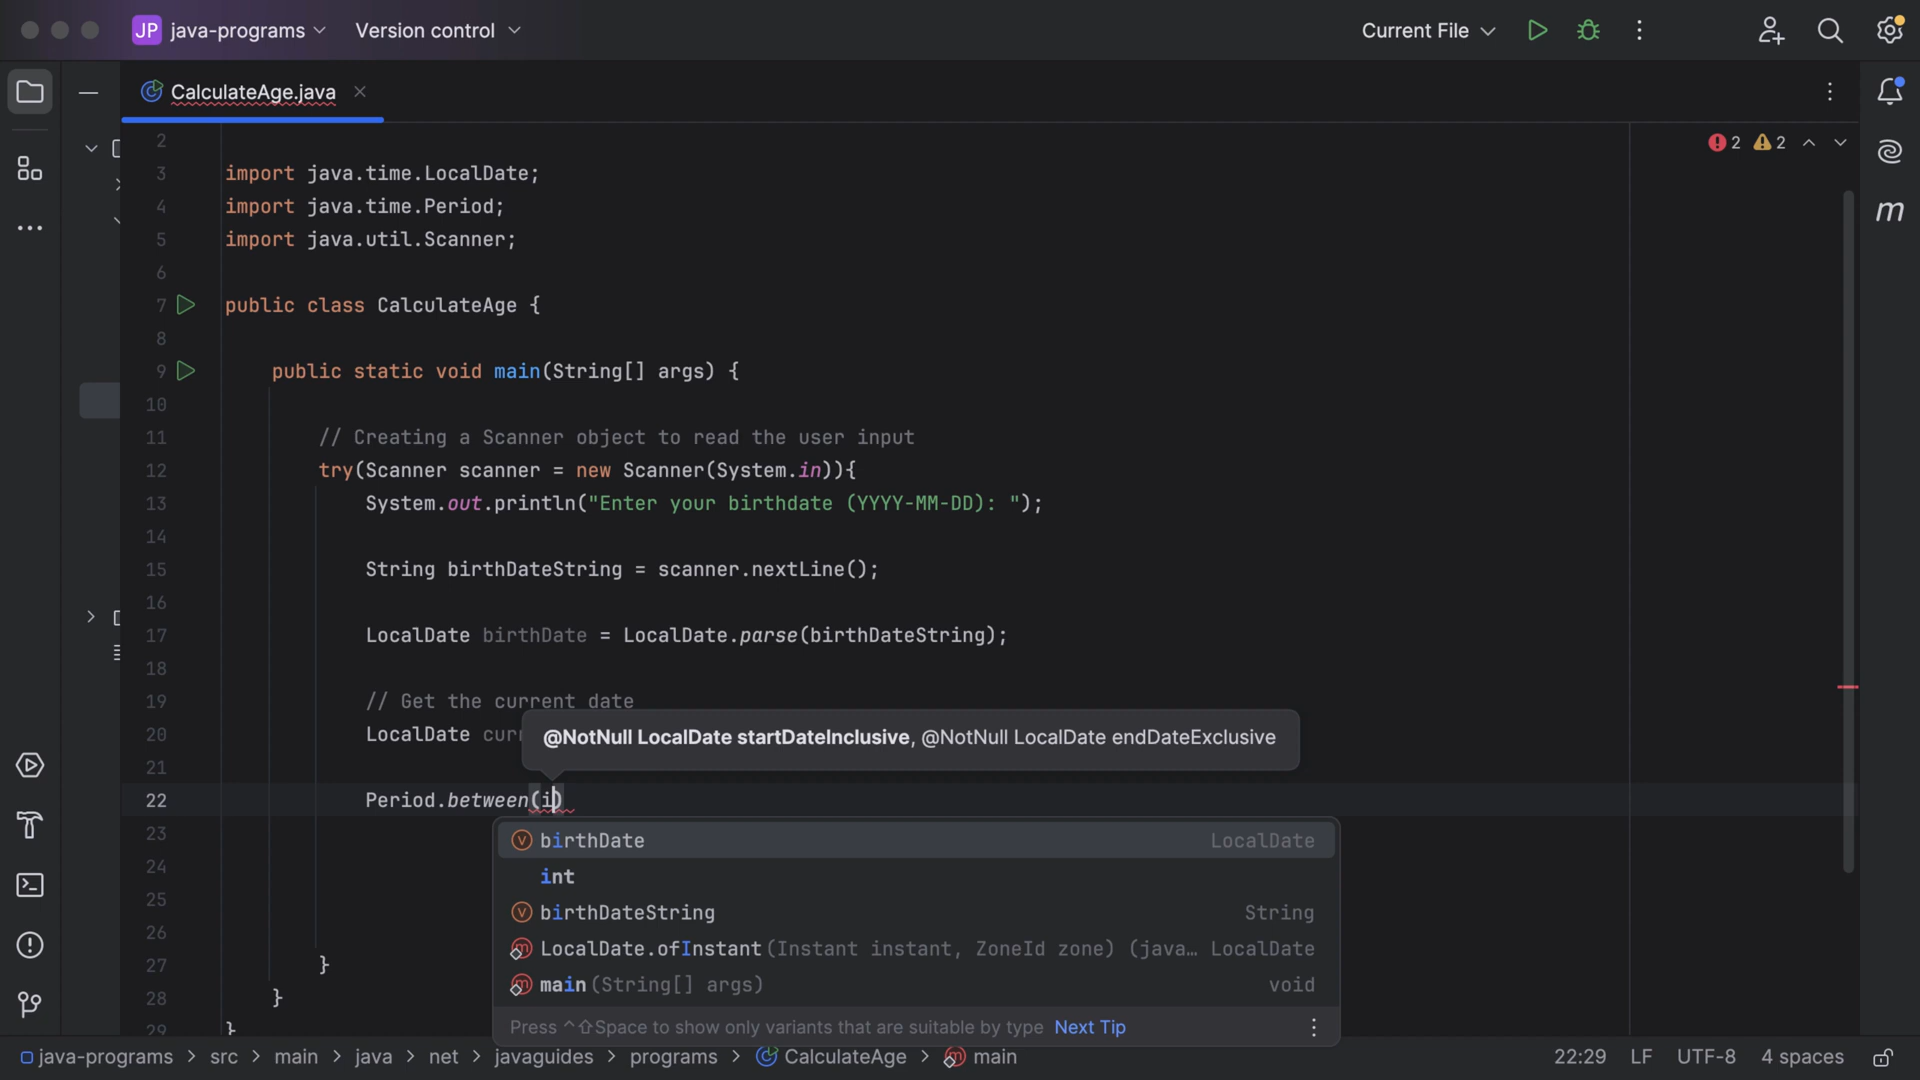 JP java-programs Version control Current File
CalculateAge.java
2 2
2
3 import java.time.LocalDate;
4 import java.time.Period;
5 import java.util.Scanner;
6
7 public class CalculateAge {
8
9 public static void main(String[] args) {
10
11 // Creating a Scanner object to read the user input
12 try(Scanner scanner = new Scanner(System.in)){
13 System.out.println("Enter your birthdate (YYYY-MM-DD): ");
14
15 String birthDateString = scanner.nextLine();
16
17 LocalDate birthDate = LocalDate.parse(birthDateString);
18
19 // Get the current date
20 LocalDate curr
@NotNull LocalDate startDateInclusive, @NotNull LocalDate endDateExclusive
21
22 Period.between(i)
23
birthDate LocalDate
24
int
25
birthDateString String
26
LocalDate.ofInstant(Instant instant, ZoneId zone) (java… LocalDate
27 }
main(String[] args) void
28 }
Press ^⇧Space to show only variants that are suitable by type Next Tip
29 }
m
java-programs > src > main > java > net > javaguides > programs > CalculateAge > main 22:29 LF UTF-8 4 spaces